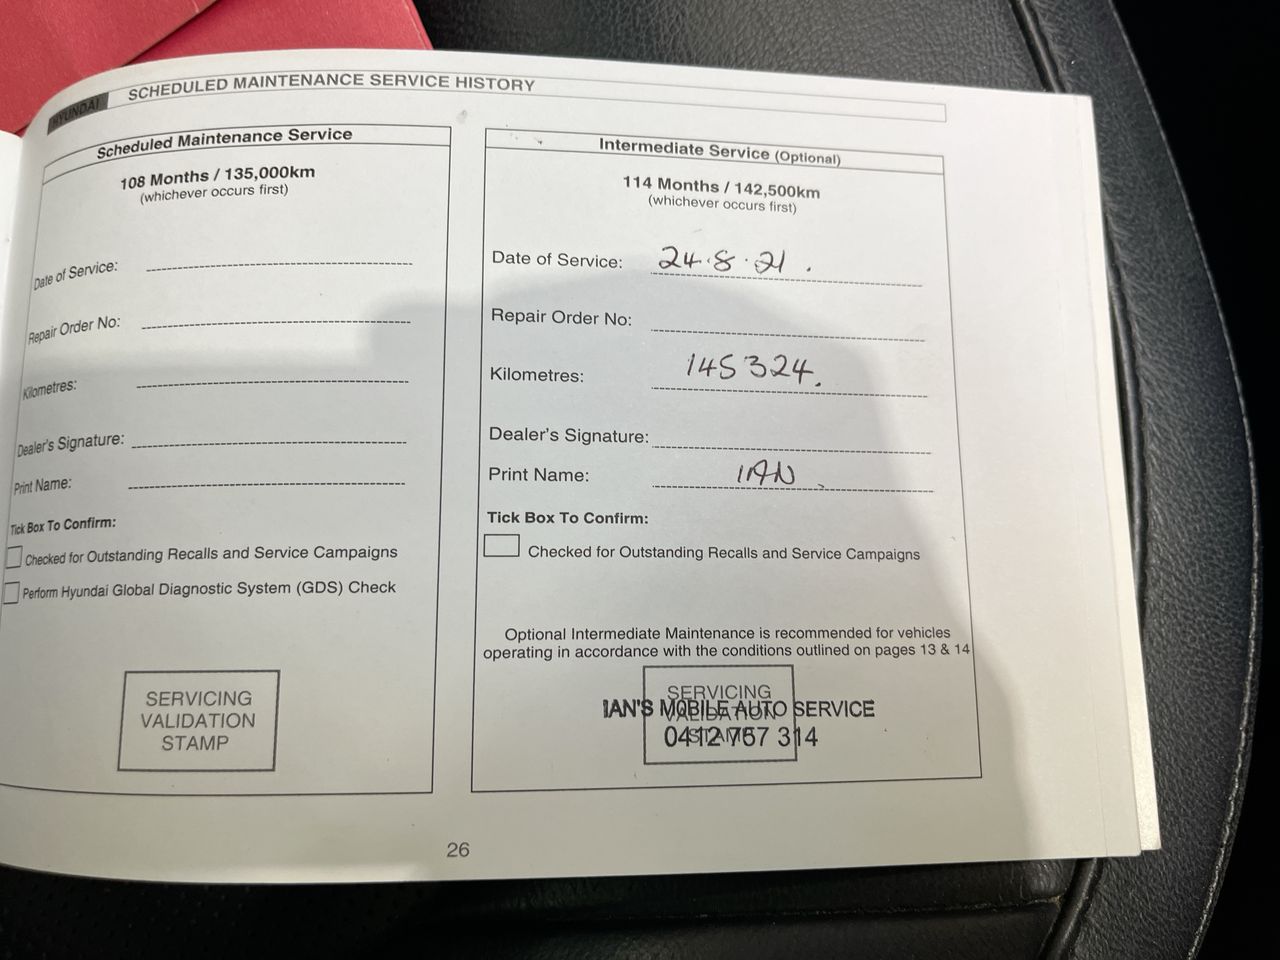 HYUNDAI
SCHEDULED MAINTENANCE SERVICE HISTORY
Scheduled Maintenance Service
108 Months / 135,000km
(whichever occurs first)
Date of Service:
Repair Order No:
Kilometres:
Dealer's Signature:
Print Name:
Tick Box To Confirm:
Checked for Outstanding Recalls and Service Campaigns
Perform Hyundai Global Diagnostic System (GDS) Check
SERVICING
VALIDATION
STAMP
Intermediate Service (Optional)
114 Months / 142,500km
(whichever occurs first)
Date of Service: 24.8.21.
Repair Order No:
Kilometres: 145324.
Dealer's Signature:
Print Name: IAN.
Tick Box To Confirm:
Checked for Outstanding Recalls and Service Campaigns
Optional Intermediate Maintenance is recommended for vehicles
operating in accordance with the conditions outlined on pages 13 & 14
SERVICING
VALIDATION
STAMP
IAN'S MOBILE AUTO SERVICE
0412 767 314
26